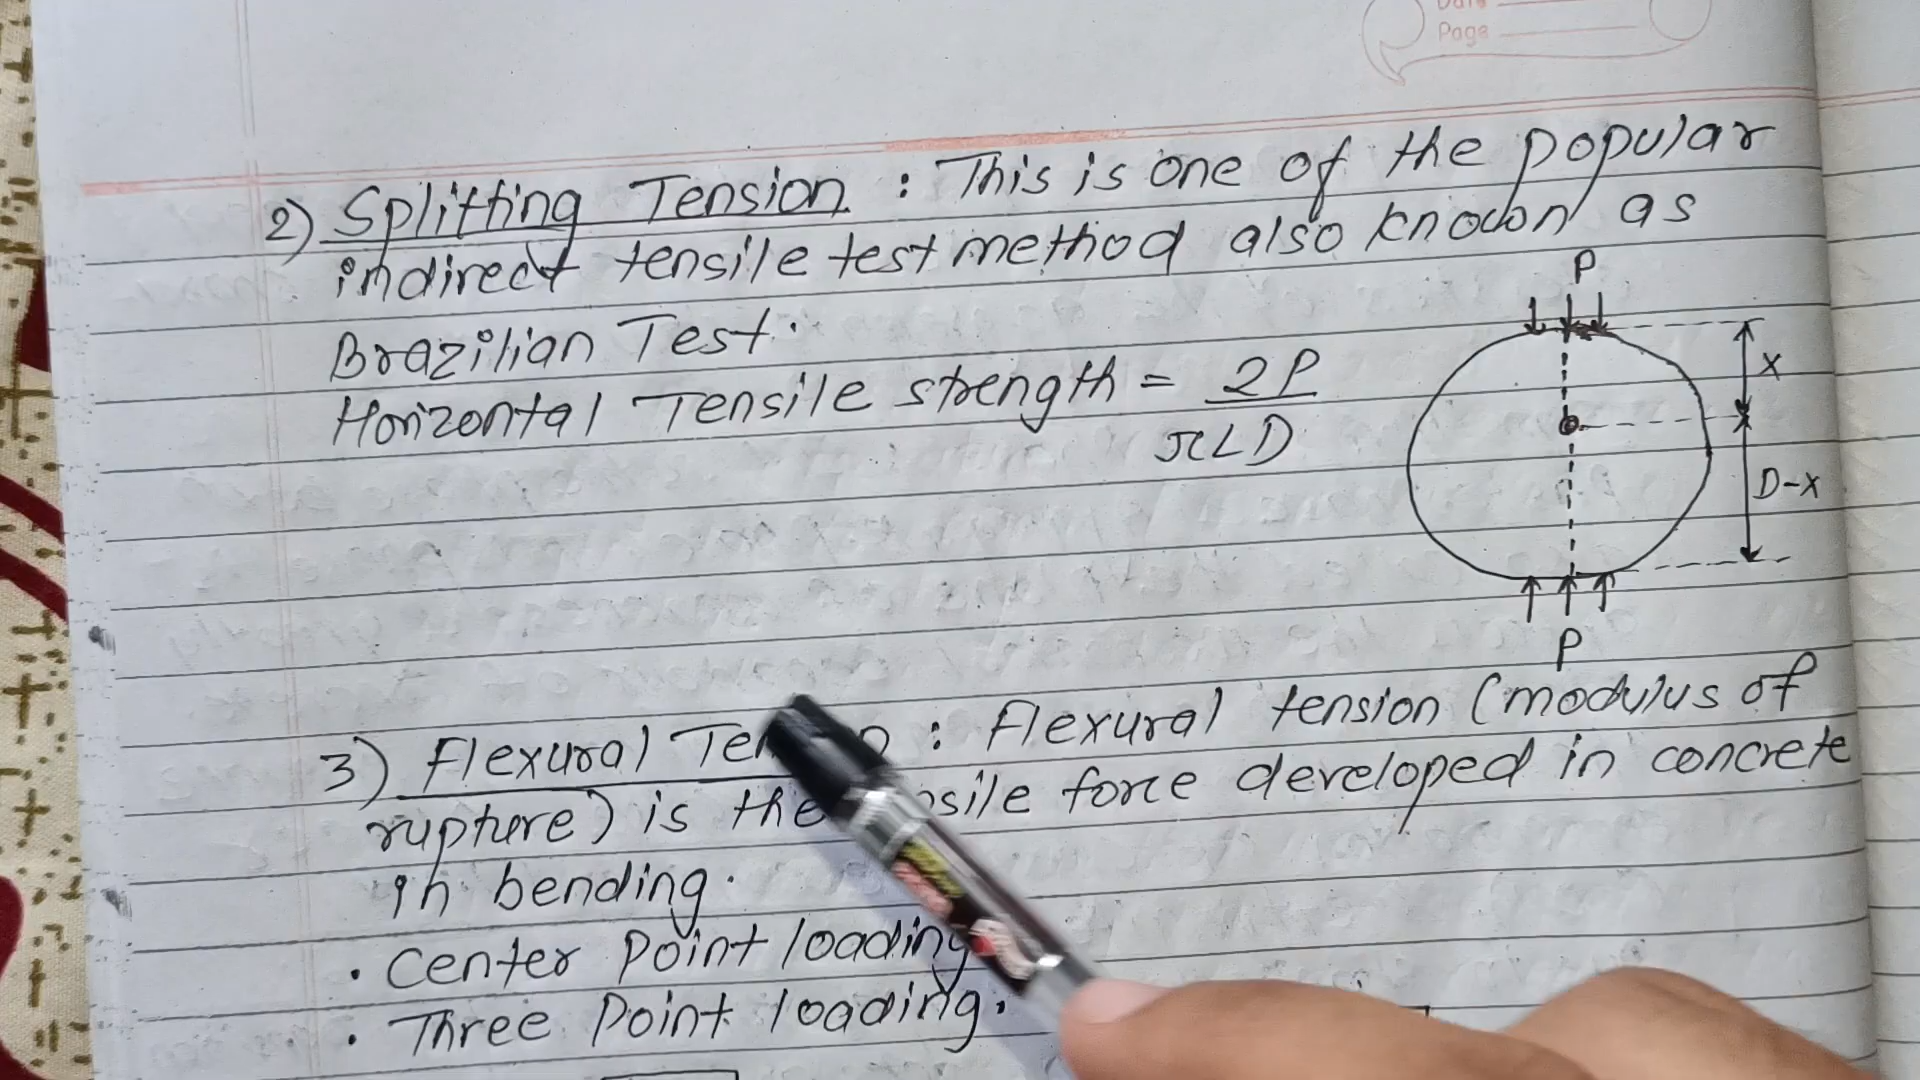 Date
Page
2) Splitting Tension : This is one of the popular
indirect tensile test method also known as
Brazilian Test.
Horizontal Tensile strength = 2P
πLD
P
X
D-X
P
3) Flexural Te : Flexural tension (modulus of
rupture) is the force developed in concrete
in bending.
• Center Point loading
• Three Point loading.